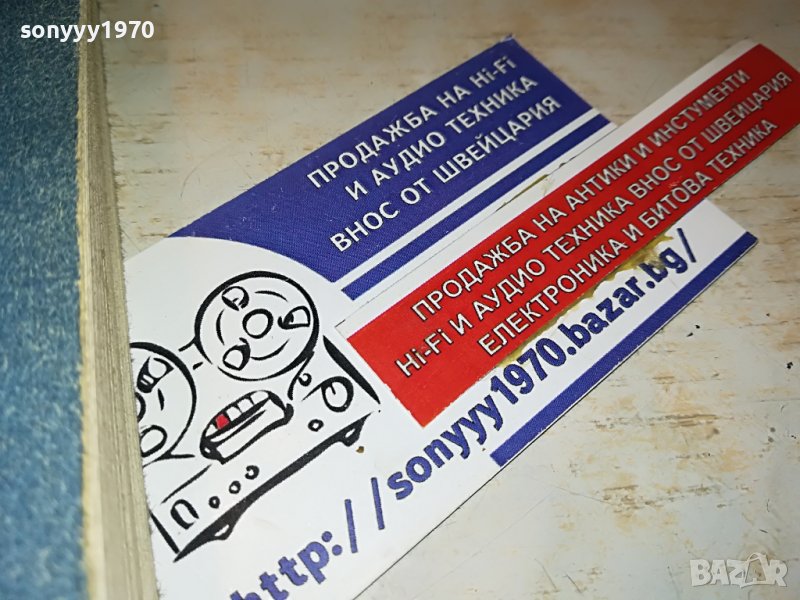 sonyyy1970
ПРОДАЖБА НА Hi-Fi
И АУДИО ТЕХНИКА
ВНОС ОТ ШВЕЙЦАРИЯ
ПРОДАЖБА НА АНТИКИ И ИНСТУМЕНТИ
Hi-Fi И АУДИО ТЕХНИКА ВНОС ОТ ШВЕЙЦАРИЯ
ЕЛЕКТРОНИКА И БИТОВА ТЕХНИКА
http://sonyyy1970.bazar.bg/
sonyyy1970
BAZAR